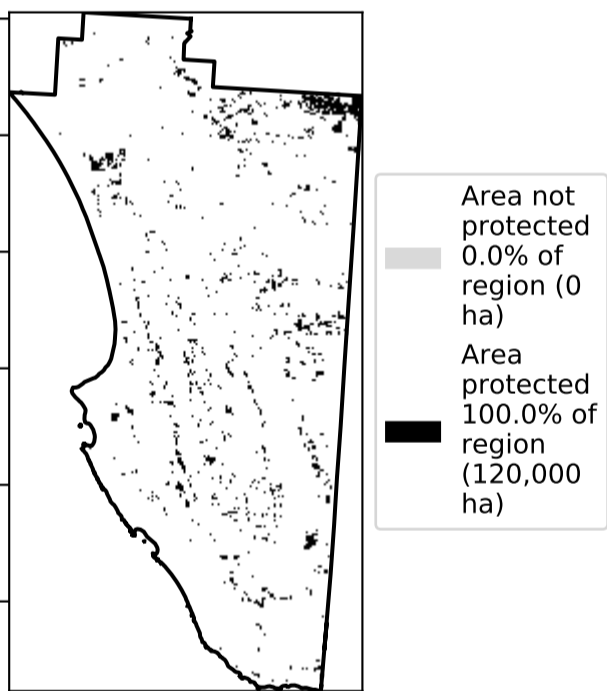 Area not
protected
0.0% of
region (0
ha)
Area
protected
100.0% of
region
(120,000
ha)